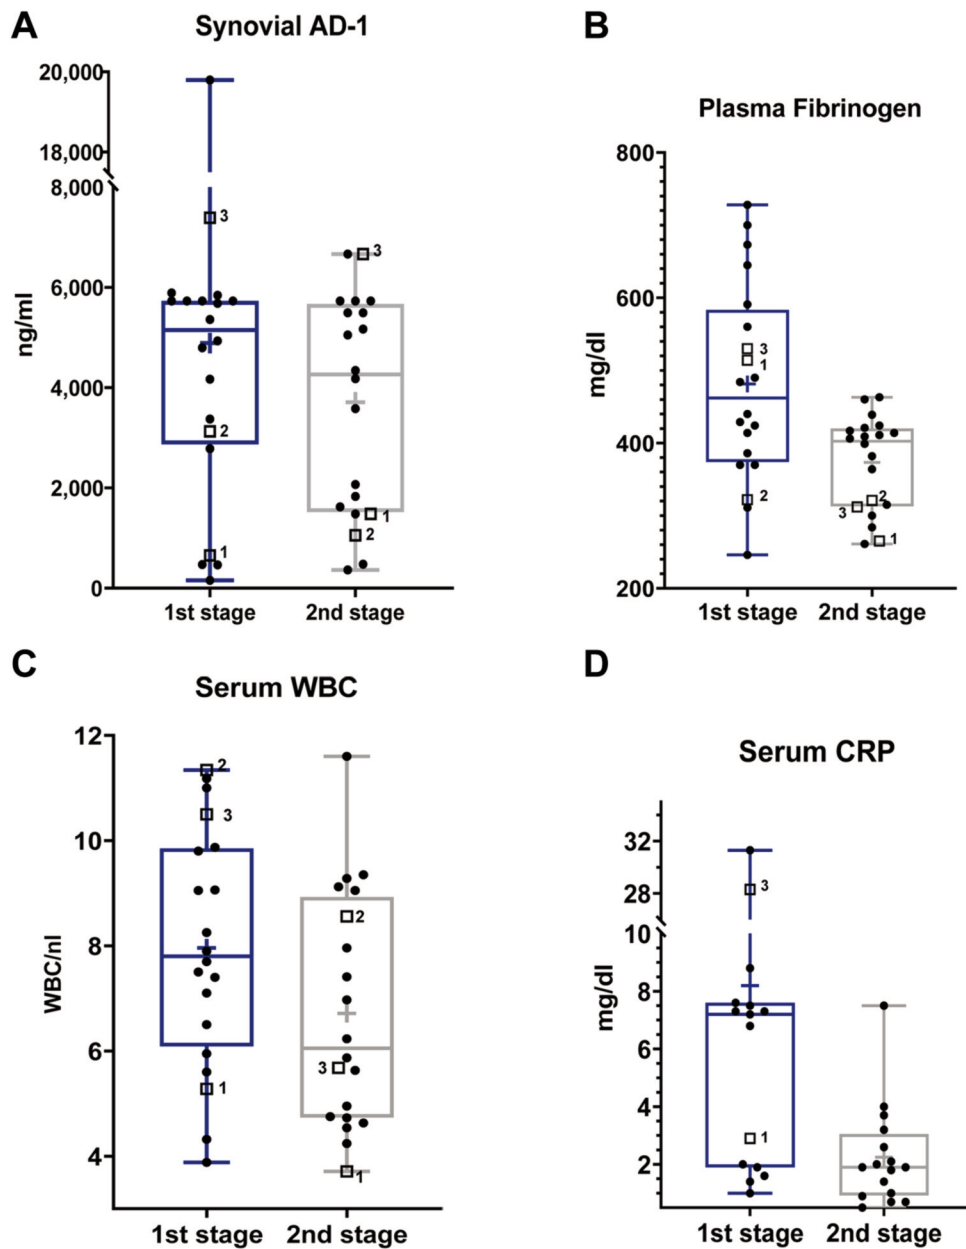 A
Synovial AD-1
20,000
18,000
8,000
6,000
4,000
2,000
0
ng/ml
3
2
1
3
1
2
1st stage
2nd stage
B
Plasma Fibrinogen
800
600
400
200
mg/dl
3
1
2
2
3
1
1st stage
2nd stage
C
Serum WBC
12
10
8
6
4
WBC/nl
2
3
1
2
3
1
1st stage
2nd stage
D
Serum CRP
32
28
10
8
6
4
2
mg/dl
3
1
1st stage
2nd stage